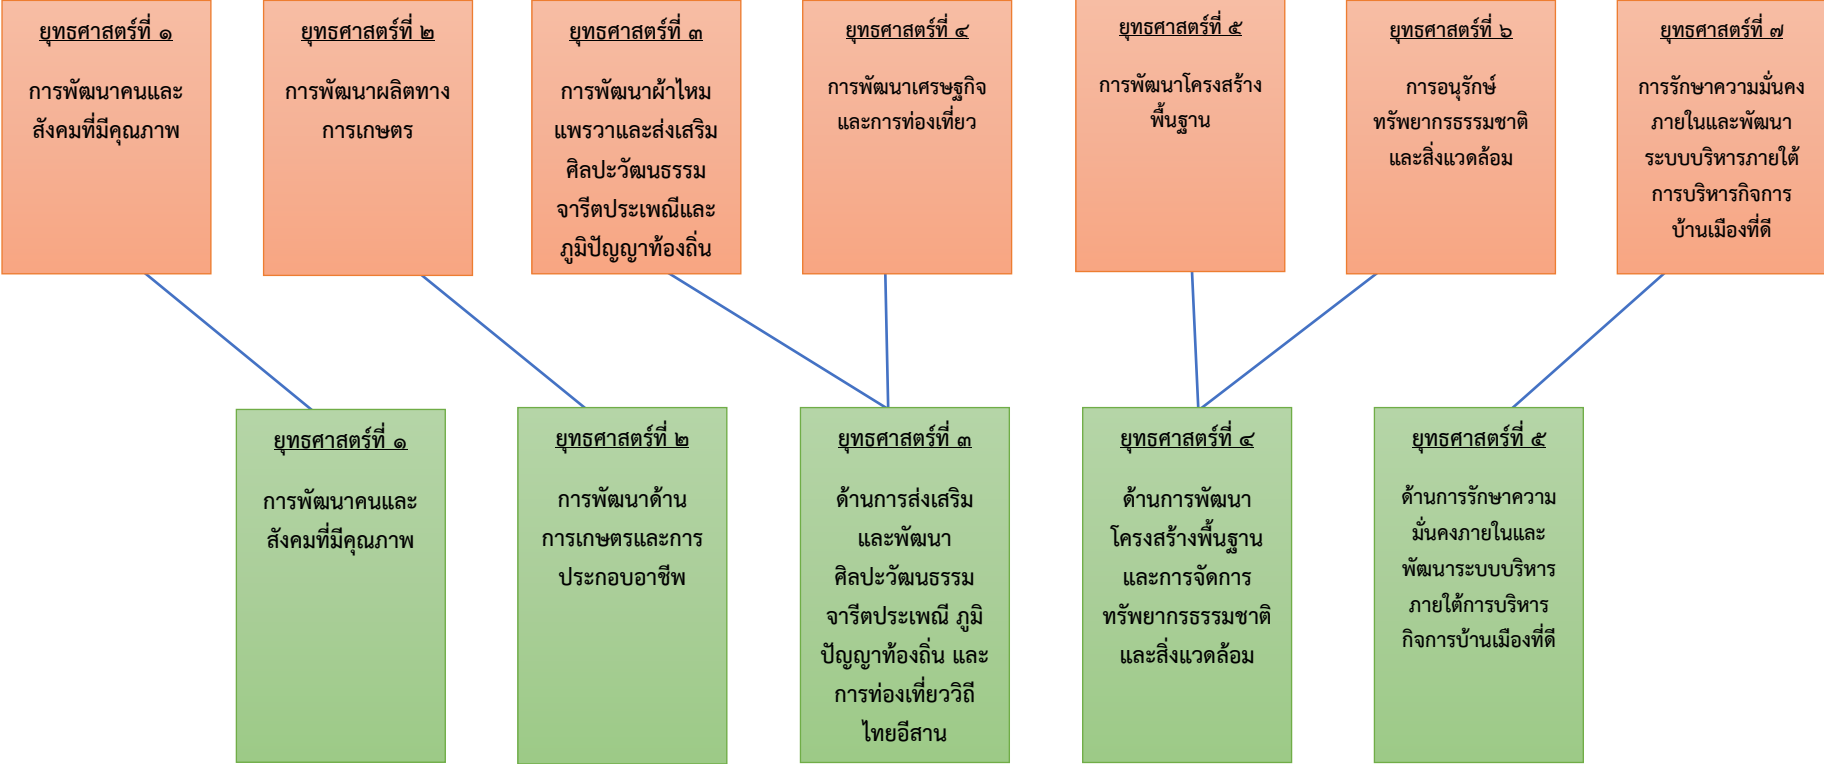 ยุทธศาสตร์ที่ ๑
การพัฒนาคนและ
สังคมที่มีคุณภาพ
ยุทธศาสตร์ที่ ๒
การพัฒนาผลิตทาง
การเกษตร
ยุทธศาสตร์ที่ ๓
การพัฒนาผ้าไหม
แพรวาและส่งเสริม
ศิลปะวัฒนธรรม
จารีตประเพณีและ
ภูมิปัญญาท้องถิ่น
ยุทธศาสตร์ที่ ๔
การพัฒนาเศรษฐกิจ
และการท่องเที่ยว
ยุทธศาสตร์ที่ ๕
การพัฒนาโครงสร้าง
พื้นฐาน
ยุทธศาสตร์ที่ ๖
การอนุรักษ์
ทรัพยากรธรรมชาติ
และสิ่งแวดล้อม
ยุทธศาสตร์ที่ ๗
การรักษาความมั่นคง
ภายในและพัฒนา
ระบบบริหารภายใต้
การบริหารกิจการ
บ้านเมืองที่ดี
ยุทธศาสตร์ที่ ๑
การพัฒนาคนและ
สังคมที่มีคุณภาพ
ยุทธศาสตร์ที่ ๒
การพัฒนาด้าน
การเกษตรและการ
ประกอบอาชีพ
ยุทธศาสตร์ที่ ๓
ด้านการส่งเสริม
และพัฒนา
ศิลปะวัฒนธรรม
จารีตประเพณี ภูมิ
ปัญญาท้องถิ่น และ
การท่องเที่ยววิถี
ไทยอีสาน
ยุทธศาสตร์ที่ ๔
ด้านการพัฒนา
โครงสร้างพื้นฐาน
และการจัดการ
ทรัพยากรธรรมชาติ
และสิ่งแวดล้อม
ยุทธศาสตร์ที่ ๕
ด้านการรักษาความ
มั่นคงภายในและ
พัฒนาระบบบริหาร
ภายใต้การบริหาร
กิจการบ้านเมืองที่ดี